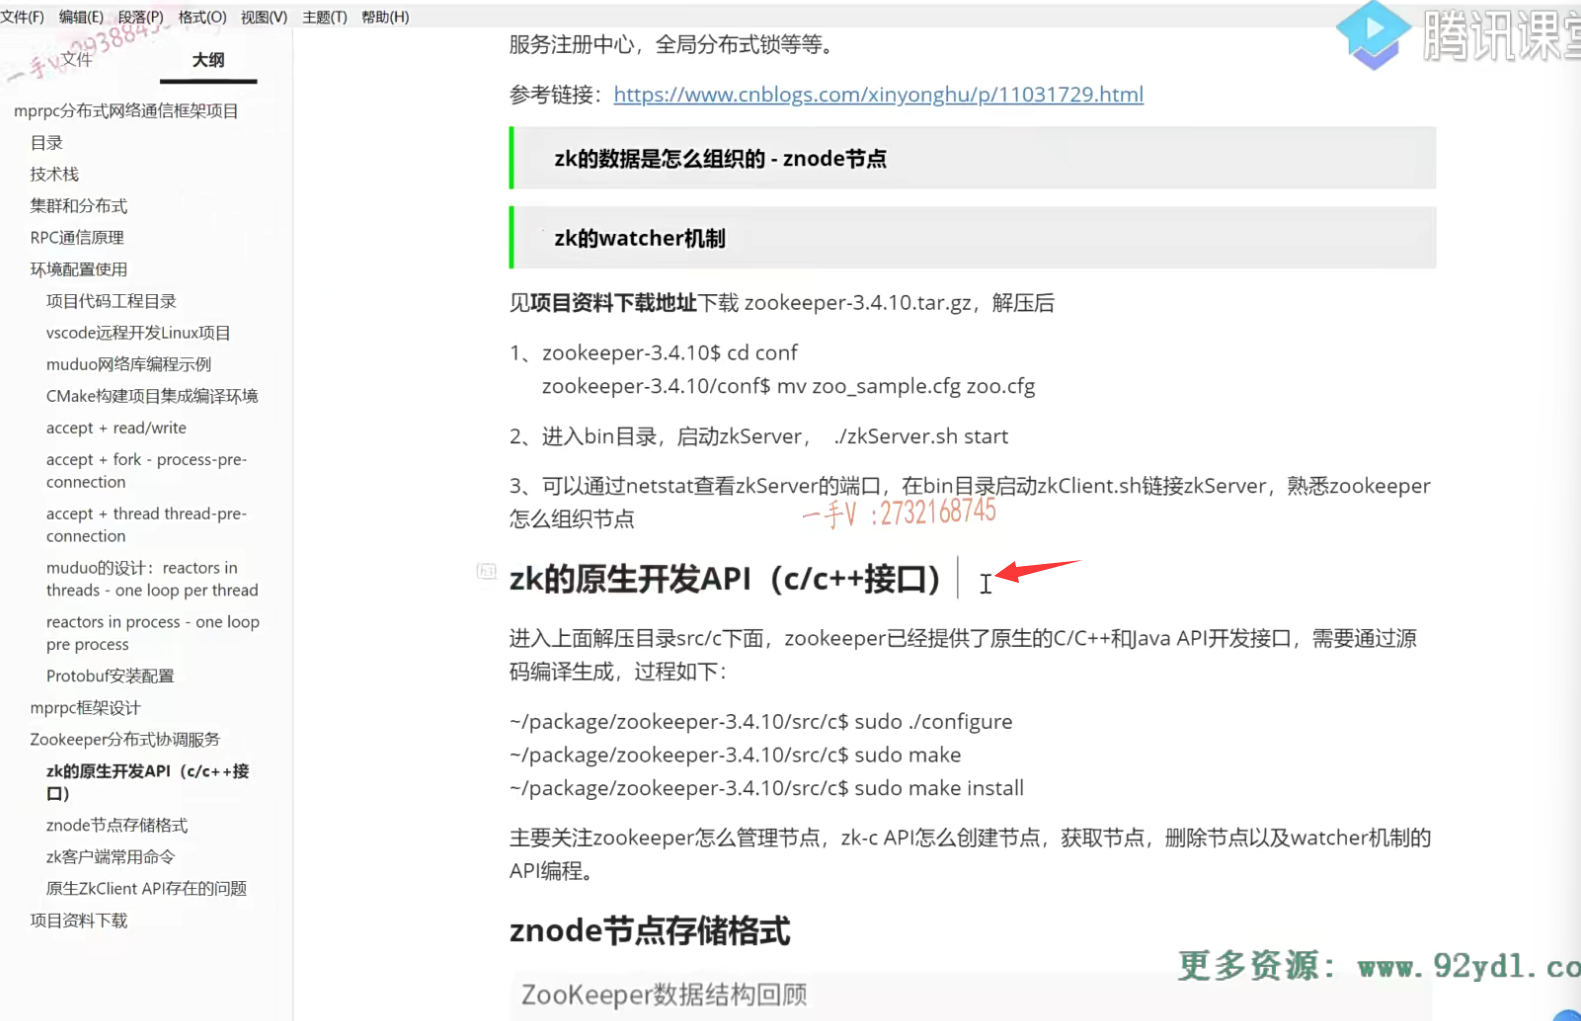 文件(F) 编辑(E) 段落(P) 格式(O) 视图(V) 主题(T) 帮助(H)
文件 大纲
mprpc分布式网络通信框架项目
目录
技术栈
集群和分布式
RPC通信原理
环境配置使用
项目代码工程目录
vscode远程开发Linux项目
muduo网络库编程示例
CMake构建项目集成编译环境
accept + read/write
accept + fork - process-pre-
connection
accept + thread thread-pre-
connection
muduo的设计：reactors in
threads - one loop per thread
reactors in process - one loop
pre process
Protobuf安装配置
mprpc框架设计
Zookeeper分布式协调服务
zk的原生开发API（c/c++接
口）
znode节点存储格式
zk客户端常用命令
原生ZkClient API存在的问题
项目资料下载
腾讯课堂
服务注册中心，全局分布式锁等等。
参考链接：https://www.cnblogs.com/xinyonghu/p/11031729.html
zk的数据是怎么组织的 - znode节点
zk的watcher机制
见项目资料下载地址下载 zookeeper-3.4.10.tar.gz，解压后
1、zookeeper-3.4.10$ cd conf
zookeeper-3.4.10/conf$ mv zoo_sample.cfg zoo.cfg
2、进入bin目录，启动zkServer， ./zkServer.sh start
3、可以通过netstat查看zkServer的端口，在bin目录启动zkClient.sh链接zkServer，熟悉zookeeper
怎么组织节点
一手V :2732168745
zk的原生开发API（c/c++接口）
进入上面解压目录src/c下面，zookeeper已经提供了原生的C/C++和Java API开发接口，需要通过源
码编译生成，过程如下：
~/package/zookeeper-3.4.10/src/c$ sudo ./configure
~/package/zookeeper-3.4.10/src/c$ sudo make
~/package/zookeeper-3.4.10/src/c$ sudo make install
主要关注zookeeper怎么管理节点，zk-c API怎么创建节点，获取节点，删除节点以及watcher机制的
API编程。
znode节点存储格式
更多资源：www.92ydl.co
ZooKeeper数据结构回顾